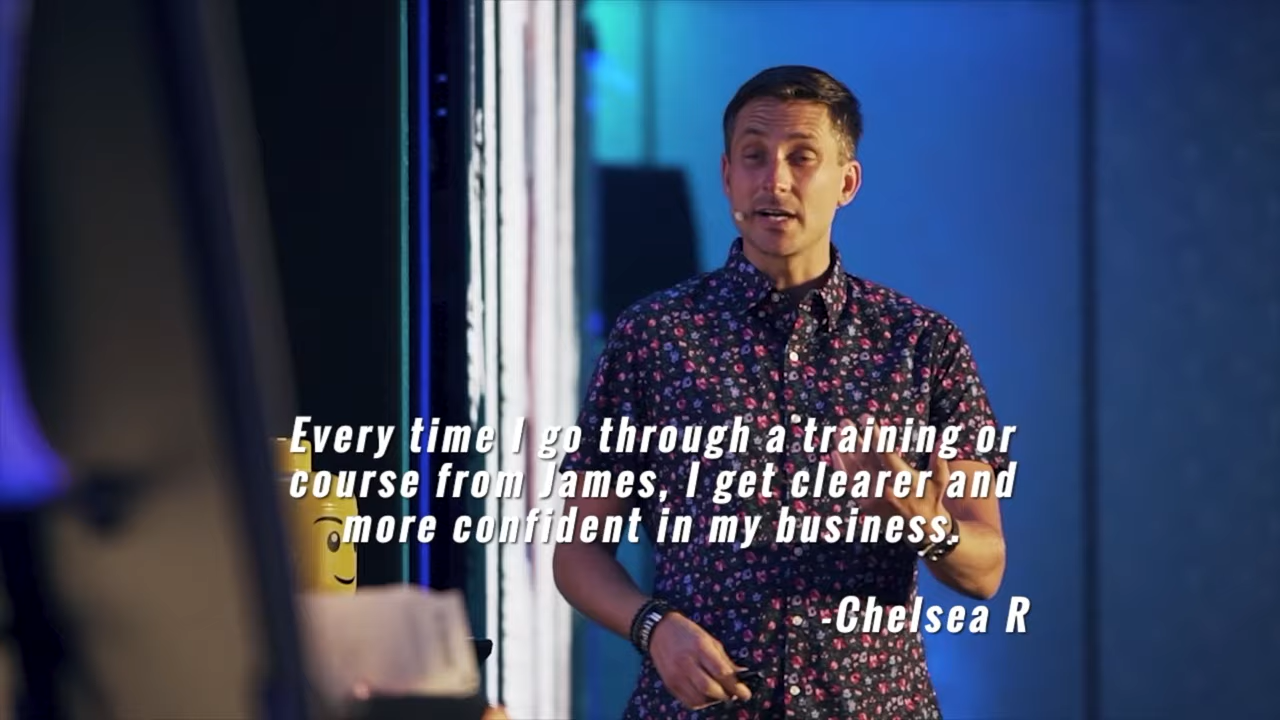 Every time I go through a training or
course from James, I get clearer and
more confident in my business.
-Chelsea R